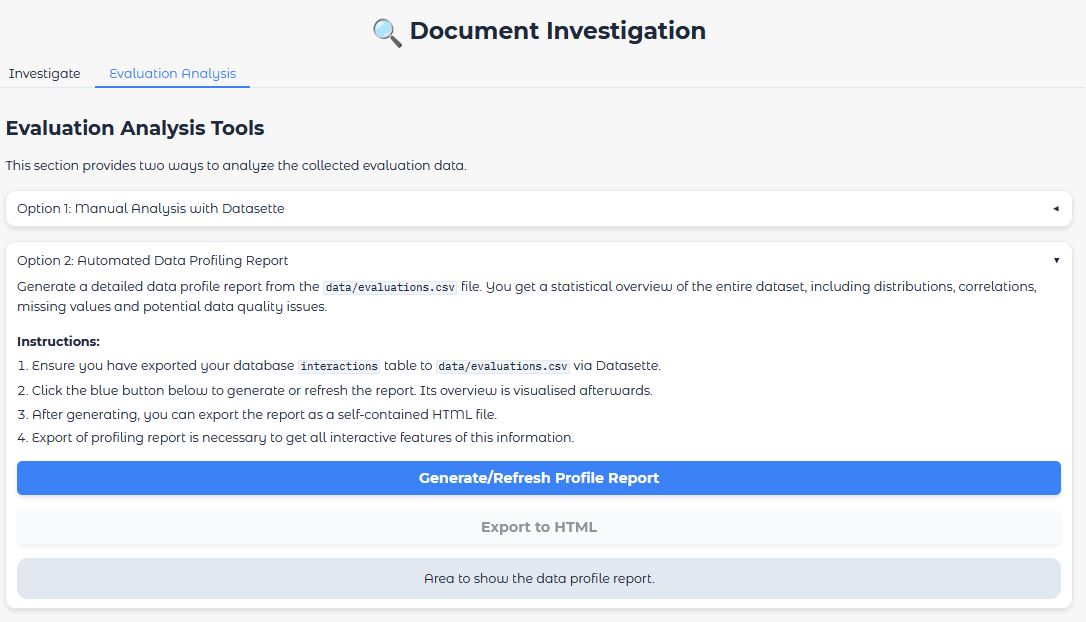 Document Investigation
Investigate
Evaluation Analysis
Evaluation Analysis Tools
This section provides two ways to analyze the collected evaluation data.
Option 1: Manual Analysis with Datasette
Option 2: Automated Data Profiling Report
Generate a detailed data profile report from the data/evaluations.csv file. You get a statistical overview of the entire dataset, including distributions, correlations,
missing values and potential data quality issues.
Instructions:
1. Ensure you have exported your database interactions table to data/evaluations.csv via Datasette.
2. Click the blue button below to generate or refresh the report. Its overview is visualised afterwards.
3. After generating, you can export the report as a self-contained HTML file.
4. Export of profiling report is necessary to get all interactive features of this information.
Generate/Refresh Profile Report
Export to HTML
Area to show the data profile report.